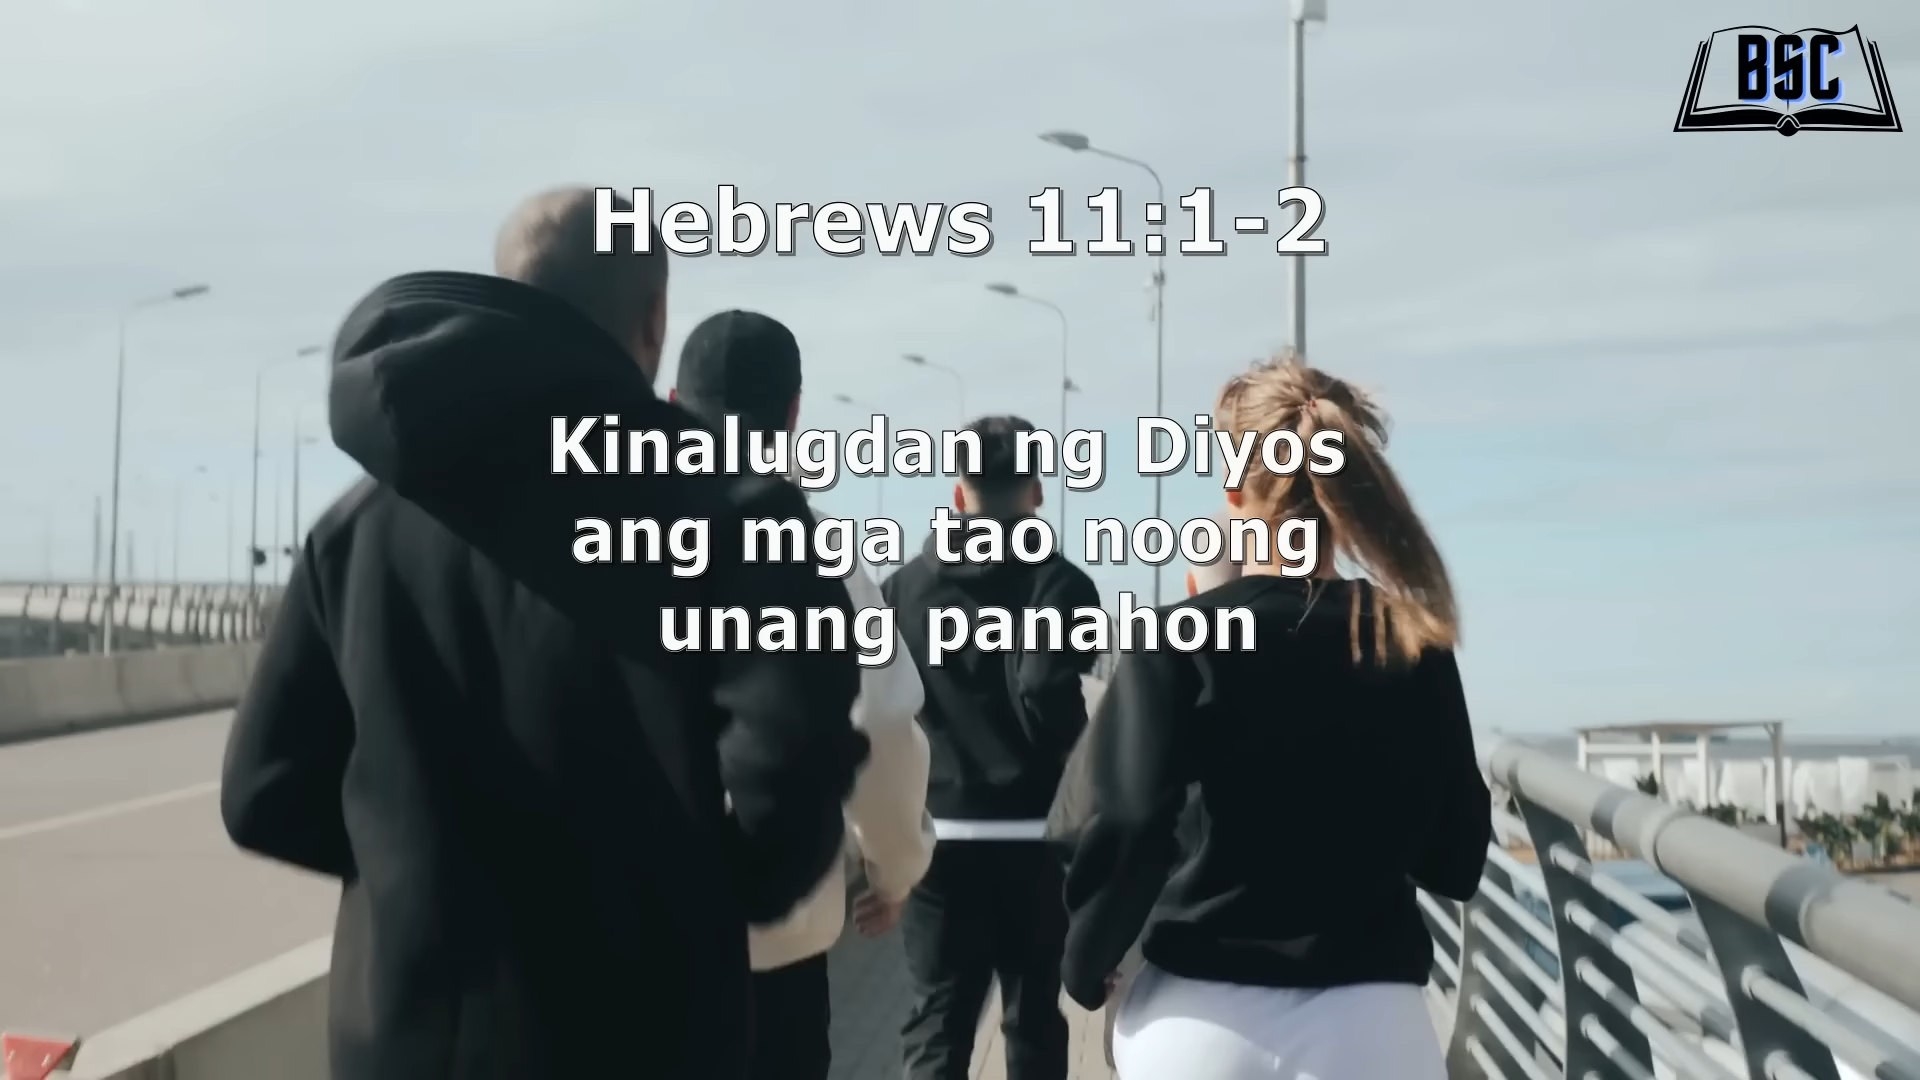 BSC
Hebrews 11:1-2
Kinalugdan ng Diyos
ang mga tao noong
unang panahon